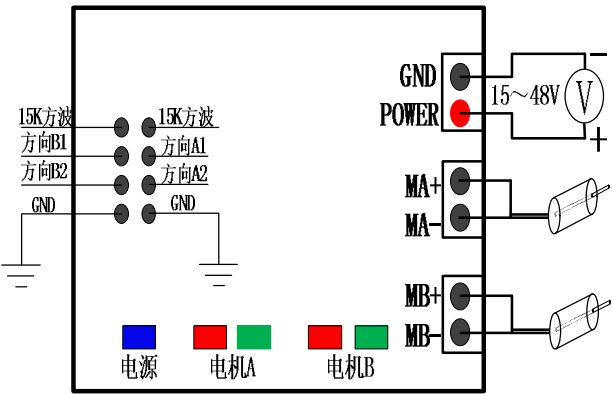 GND
POWER
15～48V
V
15K方波
15K方波
方向B1
方向A1
方向B2
方向A2
GND
GND
MA+
MA-
MB+
MB-
电源
电机A
电机B